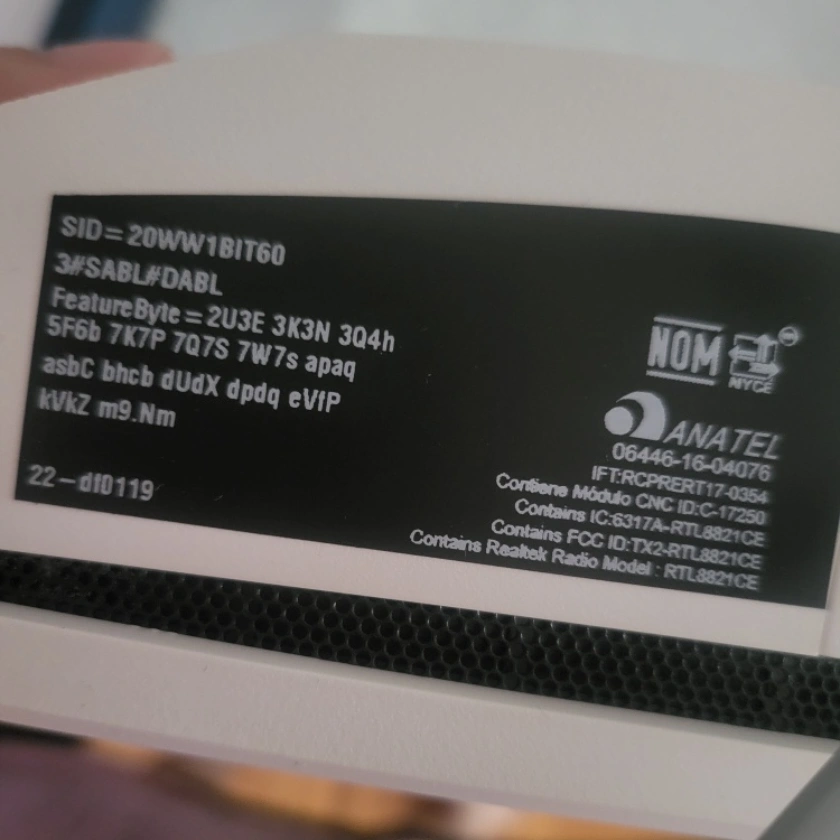 SID=20WW1BIT60
3#SABL#DABL
FeatureByte=2U3E 3K3N 3Q4h
5F6b 7K7P 7Q7S 7W7s apaq
asbC bhcb dUdX dpdq eVfP
kVkZ m9.Nm
22-df0119
NOM
NYCE
ANATEL
06446-16-04076
IFT:RCPRERT17-0354
Contiene Módulo CNC ID:C-17250
Contains IC:6317A-RTL8821CE
Contains FCC ID:TX2-RTL8821CE
Contains Realtek Radio Model : RTL8821CE